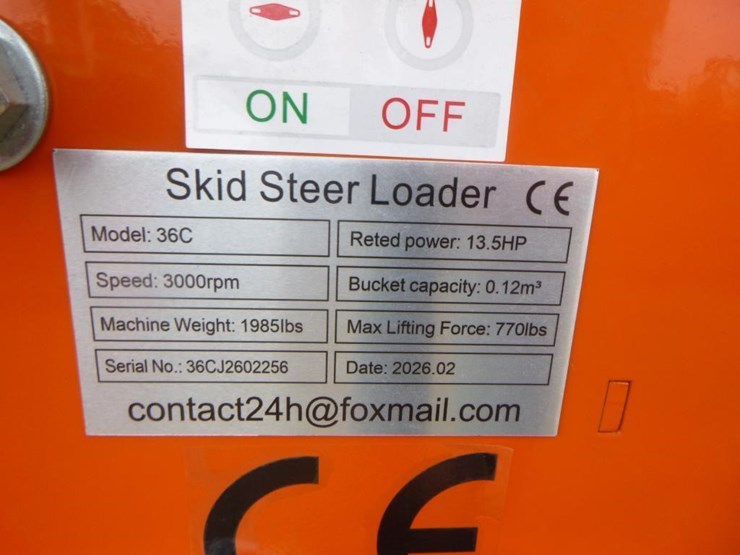 ON OFF
Skid Steer Loader CE
Model: 36C
Reted power: 13.5HP
Speed: 3000rpm
Bucket capacity: 0.12m³
Machine Weight: 1985lbs
Max Lifting Force: 770lbs
Serial No.: 36CJ2602256
Date: 2026.02
contact24h@foxmail.com
CE